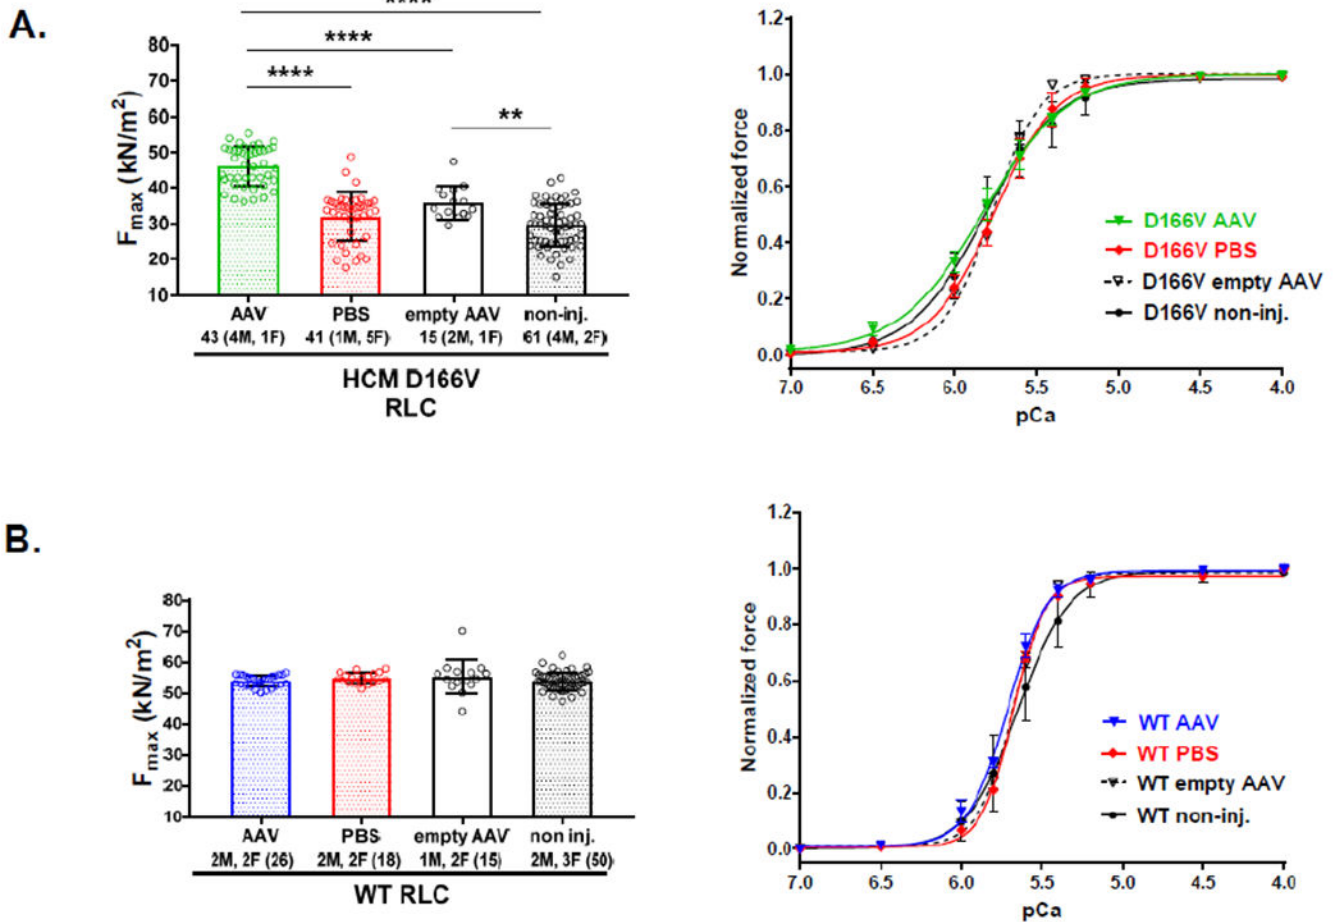 A.
****
****
****
**
F_max (kN/m²)
80
70
60
50
40
30
20
10
AAV PBS empty AAV non-inj.
43 (4M, 1F) 41 (1M, 5F) 15 (2M, 1F) 61 (4M, 2F)
HCM D166V
RLC
Normalized force
1.2
1.0
0.8
0.6
0.4
0.2
0.0
7.0 6.5 6.0 5.5 5.0 4.5 4.0
pCa
D166V AAV
D166V PBS
D166V empty AAV
D166V non-inj.
B.
F_max (kN/m²)
80
70
60
50
40
30
20
10
AAV PBS empty AAV non inj.
2M, 2F (26) 2M, 2F (18) 1M, 2F (15) 2M, 3F (50)
WT RLC
Normalized force
1.2
1.0
0.8
0.6
0.4
0.2
0.0
7.0 6.5 6.0 5.5 5.0 4.5 4.0
pCa
WT AAV
WT PBS
WT empty AAV
WT non-inj.